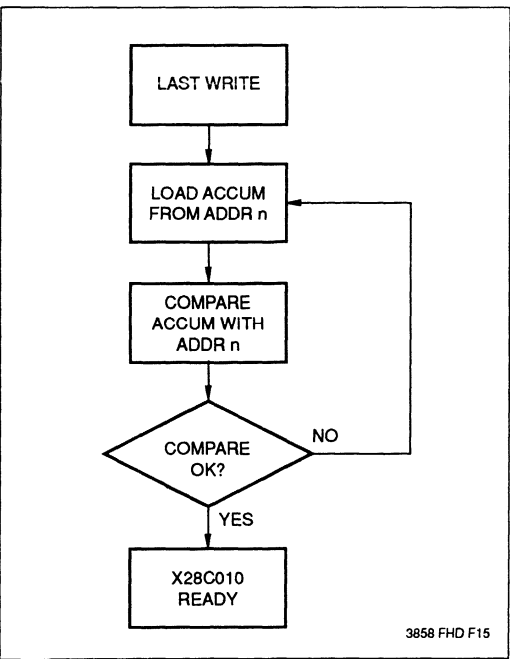 LAST WRITE
LOAD ACCUM
FROM ADDR n
COMPARE
ACCUM WITH
ADDR n
COMPARE
OK?
NO
YES
X28C010
READY
3858 FHD F15